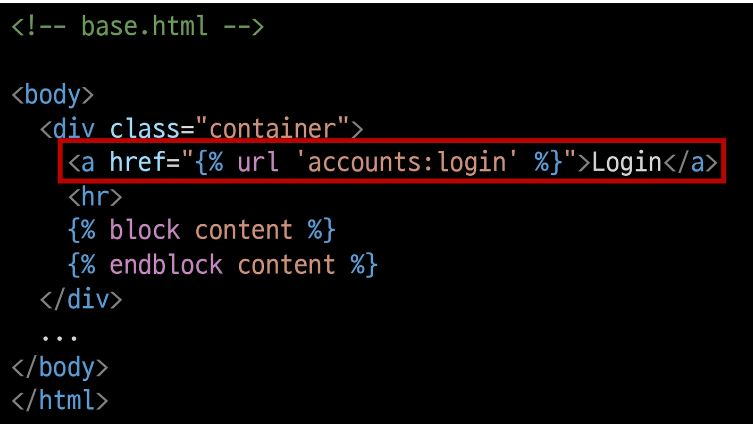 <!-- base.html -->
<body>
<div class="container">
<a href="{% url 'accounts:login' %}">Login</a>
<hr>
{% block content %}
{% endblock content %}
</div>
...
</body>
</html>